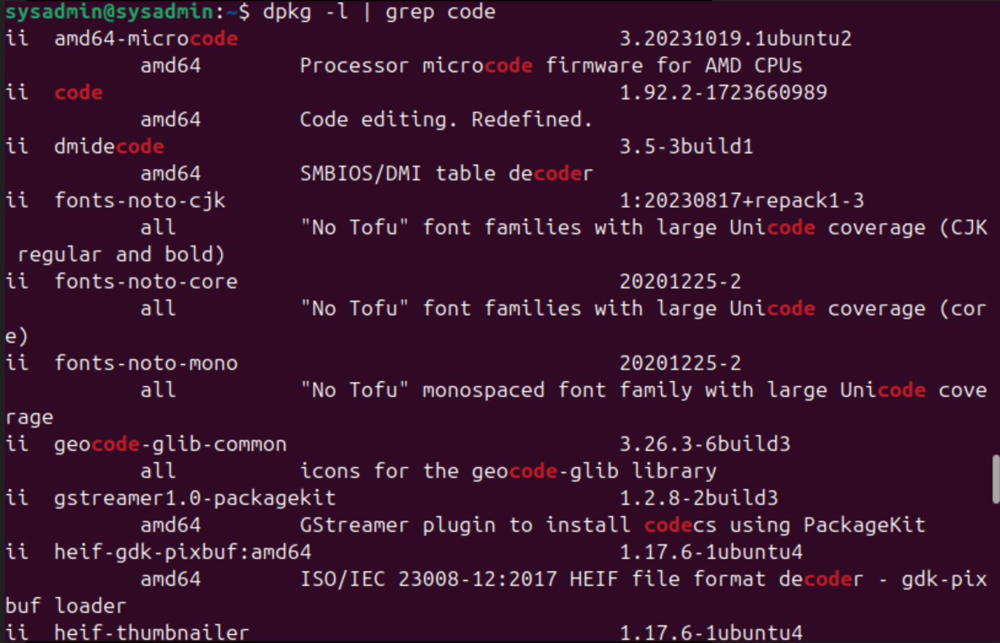 sysadmin@sysadmin:~$ dpkg -l | grep code
ii  amd64-microcode                               3.20231019.1ubuntu2
           amd64        Processor microcode firmware for AMD CPUs
ii  code                                          1.92.2-1723660989
           amd64        Code editing. Redefined.
ii  dmidecode                                     3.5-3build1
           amd64        SMBIOS/DMI table decoder
ii  fonts-noto-cjk                                1:20230817+repack1-3
           all          "No Tofu" font families with large Unicode coverage (CJK
 regular and bold)
ii  fonts-noto-core                               20201225-2
           all          "No Tofu" font families with large Unicode coverage (cor
e)
ii  fonts-noto-mono                               20201225-2
           all          "No Tofu" monospaced font family with large Unicode cove
rage
ii  geocode-glib-common                           3.26.3-6build3
           all          icons for the geocode-glib library
ii  gstreamer1.0-packagekit                       1.2.8-2build3
           amd64        GStreamer plugin to install codecs using PackageKit
ii  heif-gdk-pixbuf:amd64                         1.17.6-1ubuntu4
           amd64        ISO/IEC 23008-12:2017 HEIF file format decoder - gdk-pix
buf loader
ii  heif-thumbnailer                              1.17.6-1ubuntu4